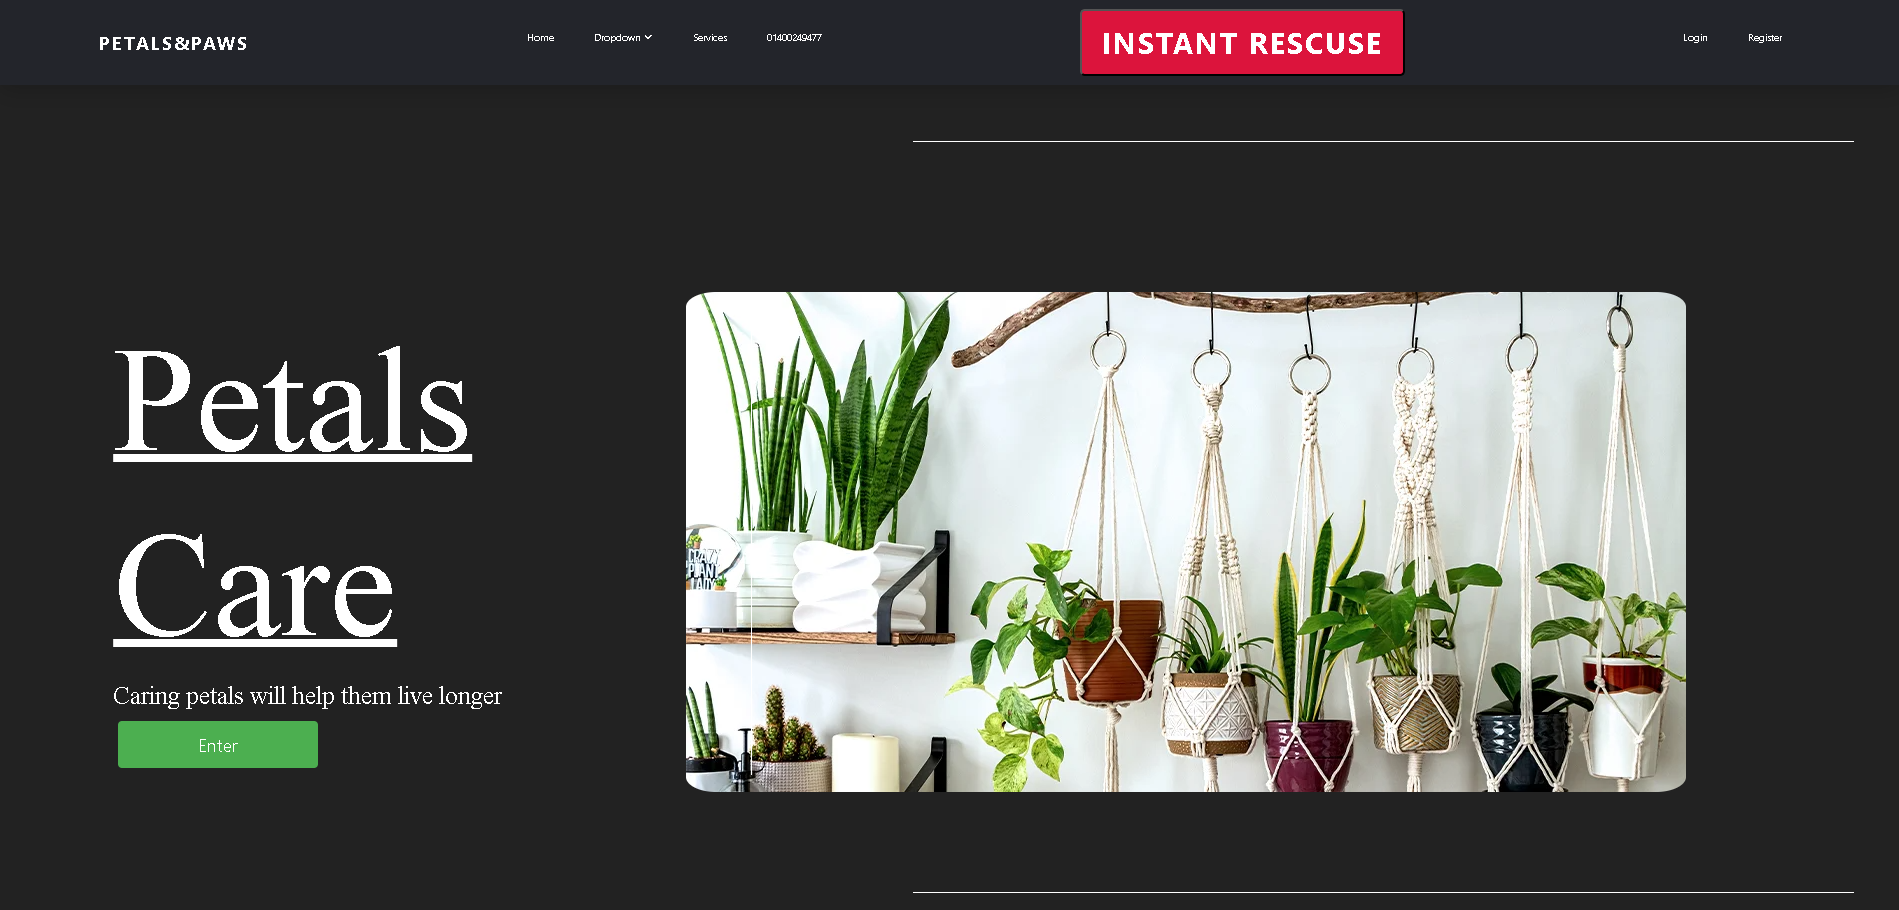 PETALS&PAWS
Home
Dropdown
Services
01400249477
INSTANT RESCUSE
Login
Register
Petals
Care
Caring petals will help them live longer
Enter
CRAZY
PLANT
LADY